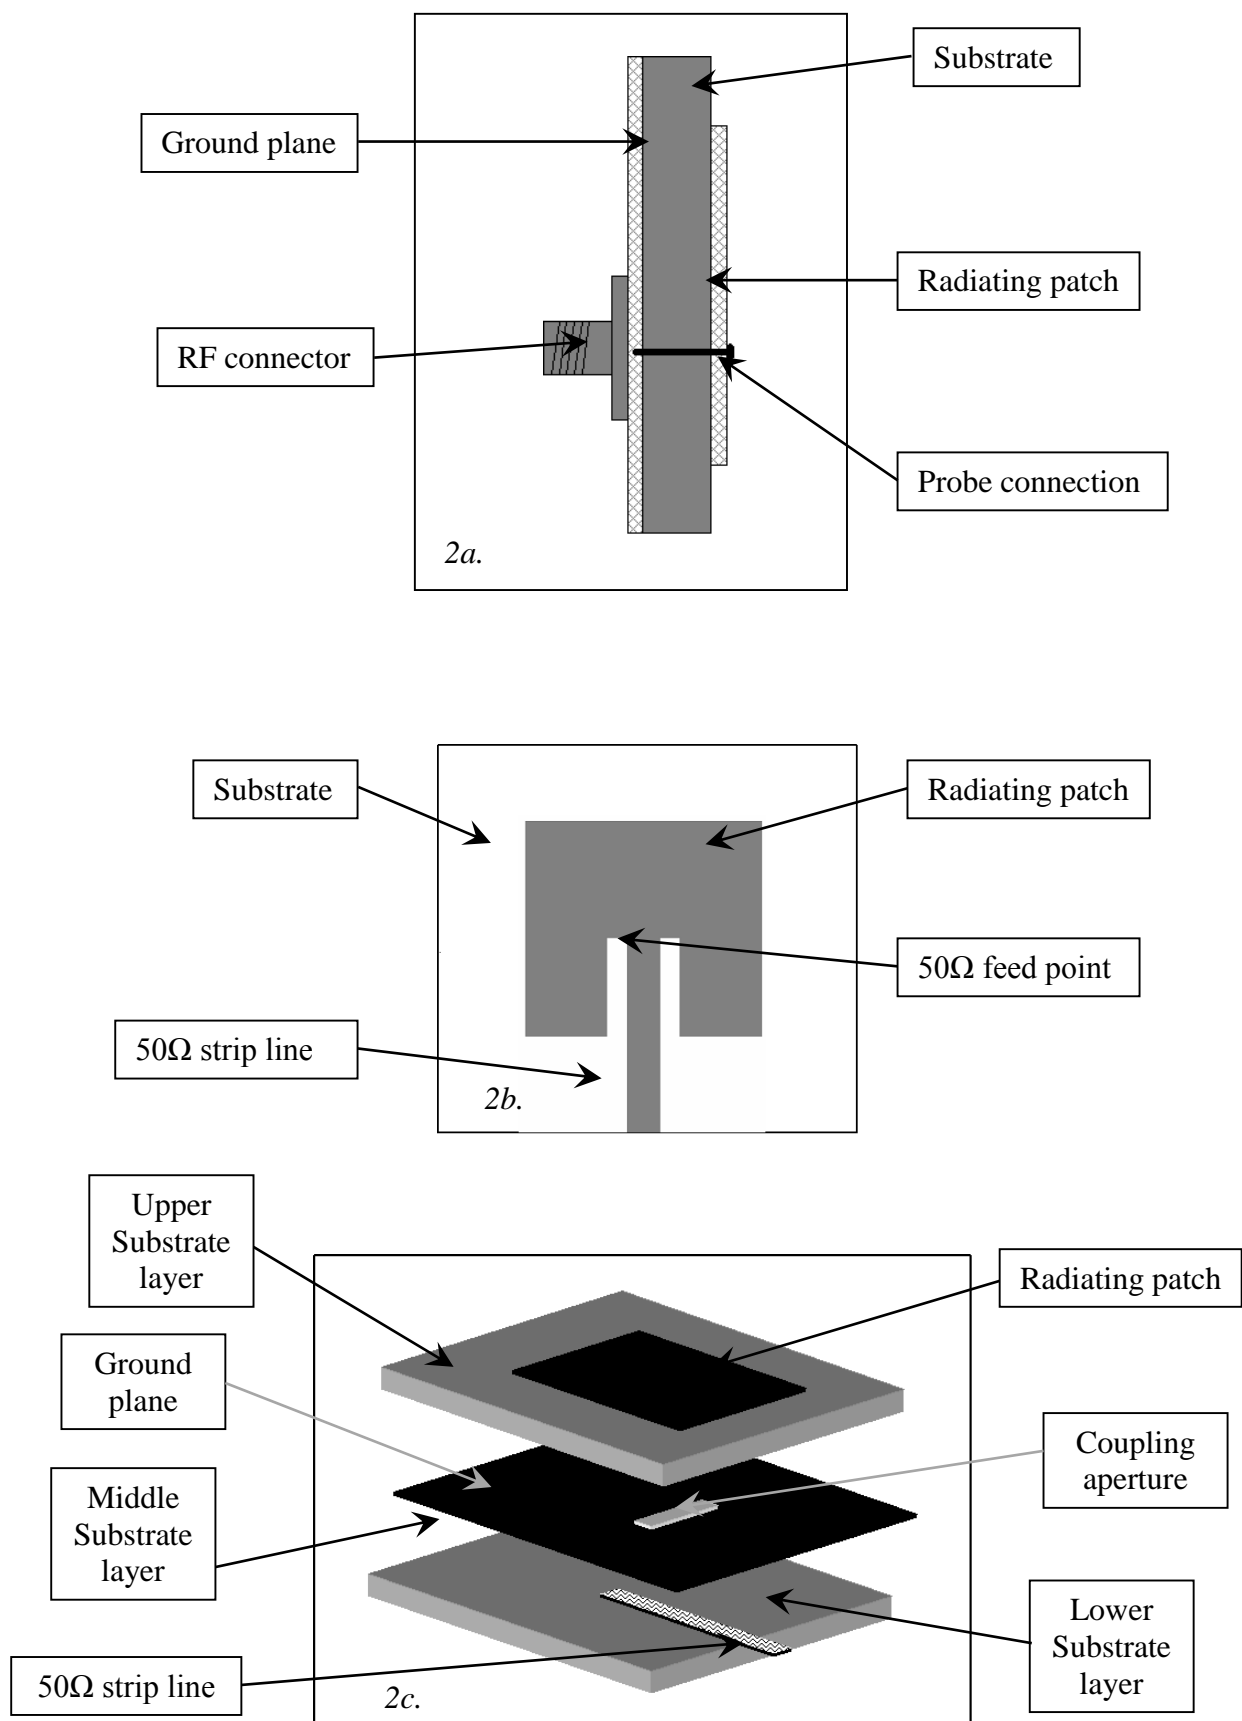 Substrate
Ground plane
Radiating patch
RF connector
Probe connection
2a.
Substrate
Radiating patch
50Ω feed point
50Ω strip line
2b.
Upper
Substrate
layer
Radiating patch
Ground
plane
Coupling
aperture
Middle
Substrate
layer
Lower
Substrate
layer
50Ω strip line
2c.